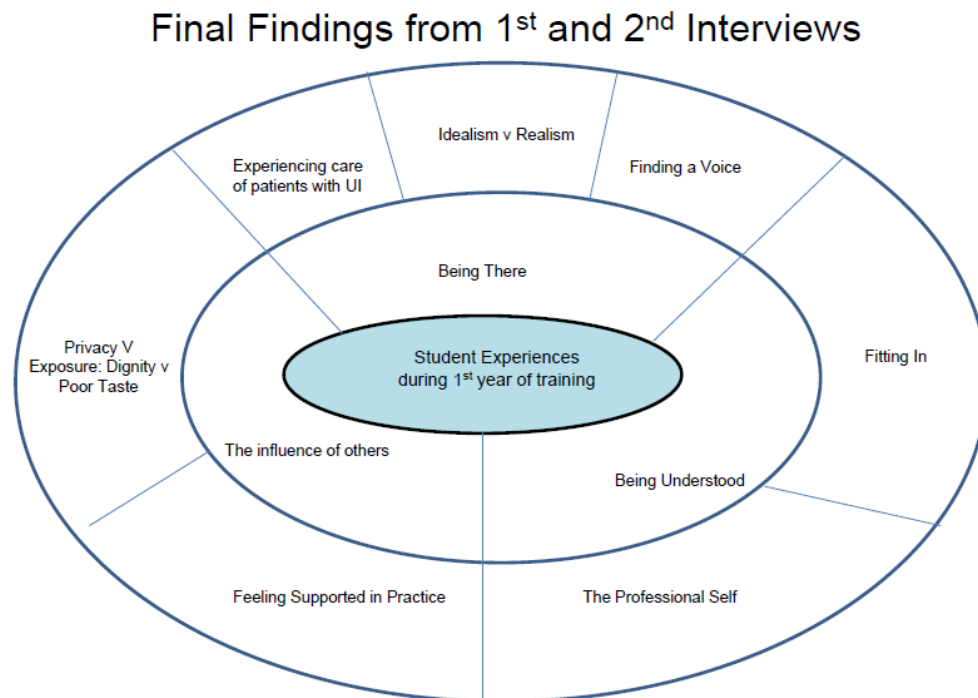 Final Findings from 1st and 2nd Interviews
Idealism v Realism
Experiencing care
of patients with UI
Finding a Voice
Being There
Privacy V
Exposure: Dignity v
Poor Taste
Student Experiences
during 1st year of training
Fitting In
The influence of others
Being Understood
Feeling Supported in Practice
The Professional Self